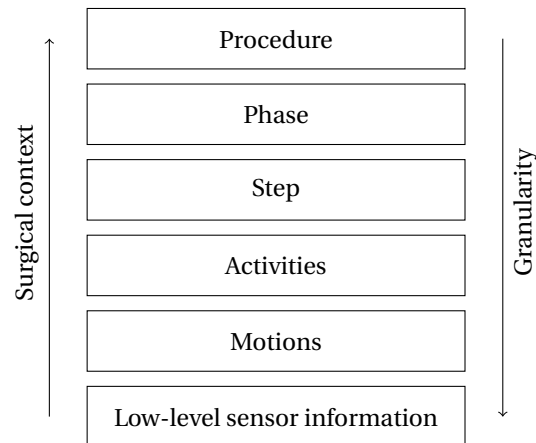 Procedure
Phase
Step
Activities
Motions
Low-level sensor information
Surgical context
Granularity